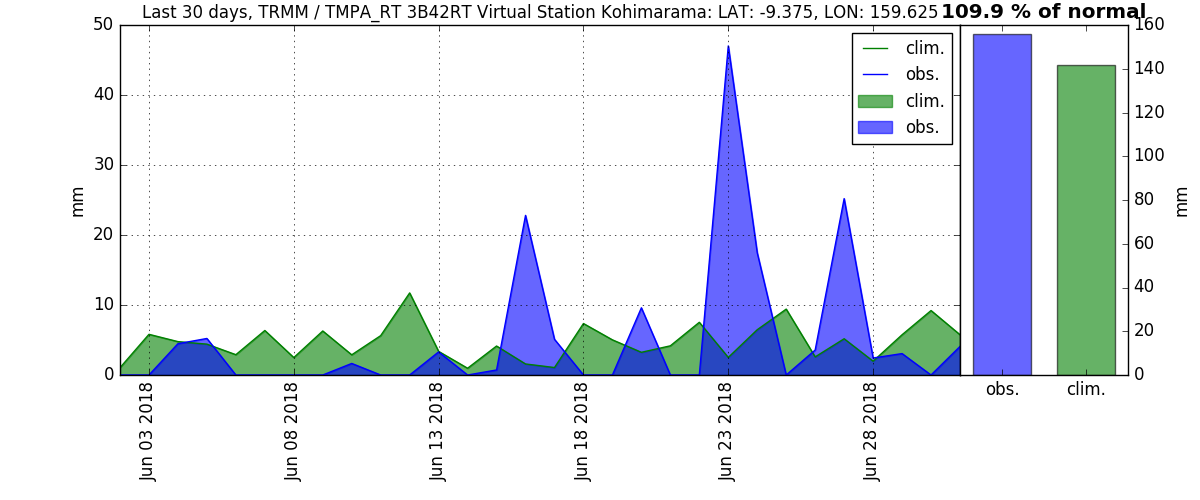 Last 30 days, TRMM / TMPA_RT 3B42RT Virtual Station Kohimarama: LAT: -9.375, LON: 159.625
109.9 % of normal
50
40
30
20
10
0
mm
clim.
obs.
clim.
obs.
Jun 03 2018
Jun 08 2018
Jun 13 2018
Jun 18 2018
Jun 23 2018
Jun 28 2018
160
140
120
100
80
60
40
20
0
mm
obs.
clim.